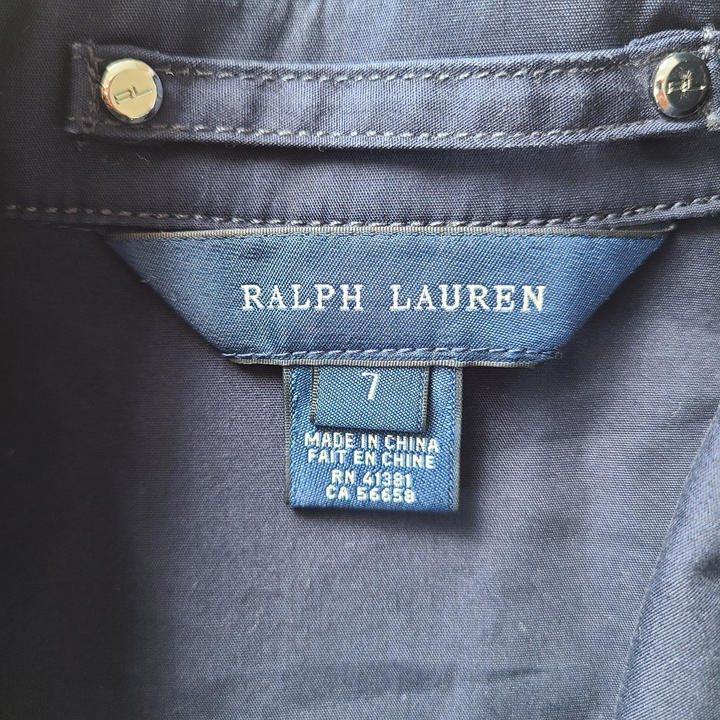 RL
RL
RALPH LAUREN
7
MADE IN CHINA
FAIT EN CHINE
RN 41381
CA 56658